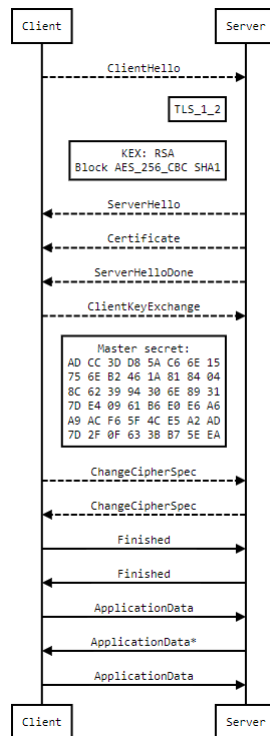 Client Server
ClientHello
TLS_1_2
KEX: RSA
Block AES_256_CBC SHA1
ServerHello
Certificate
ServerHelloDone
ClientKeyExchange
Master secret:
AD CC 3D D8 5A C6 6E 15
75 6E B2 46 1A 81 84 04
8C 62 39 94 30 6E 89 31
7D E4 09 61 B6 E0 E6 A6
A9 AC F6 5F 4C E5 A2 AD
7D 2F 0F 63 3B B7 5E EA
ChangeCipherSpec
ChangeCipherSpec
Finished
Finished
ApplicationData
ApplicationData*
ApplicationData
Client Server